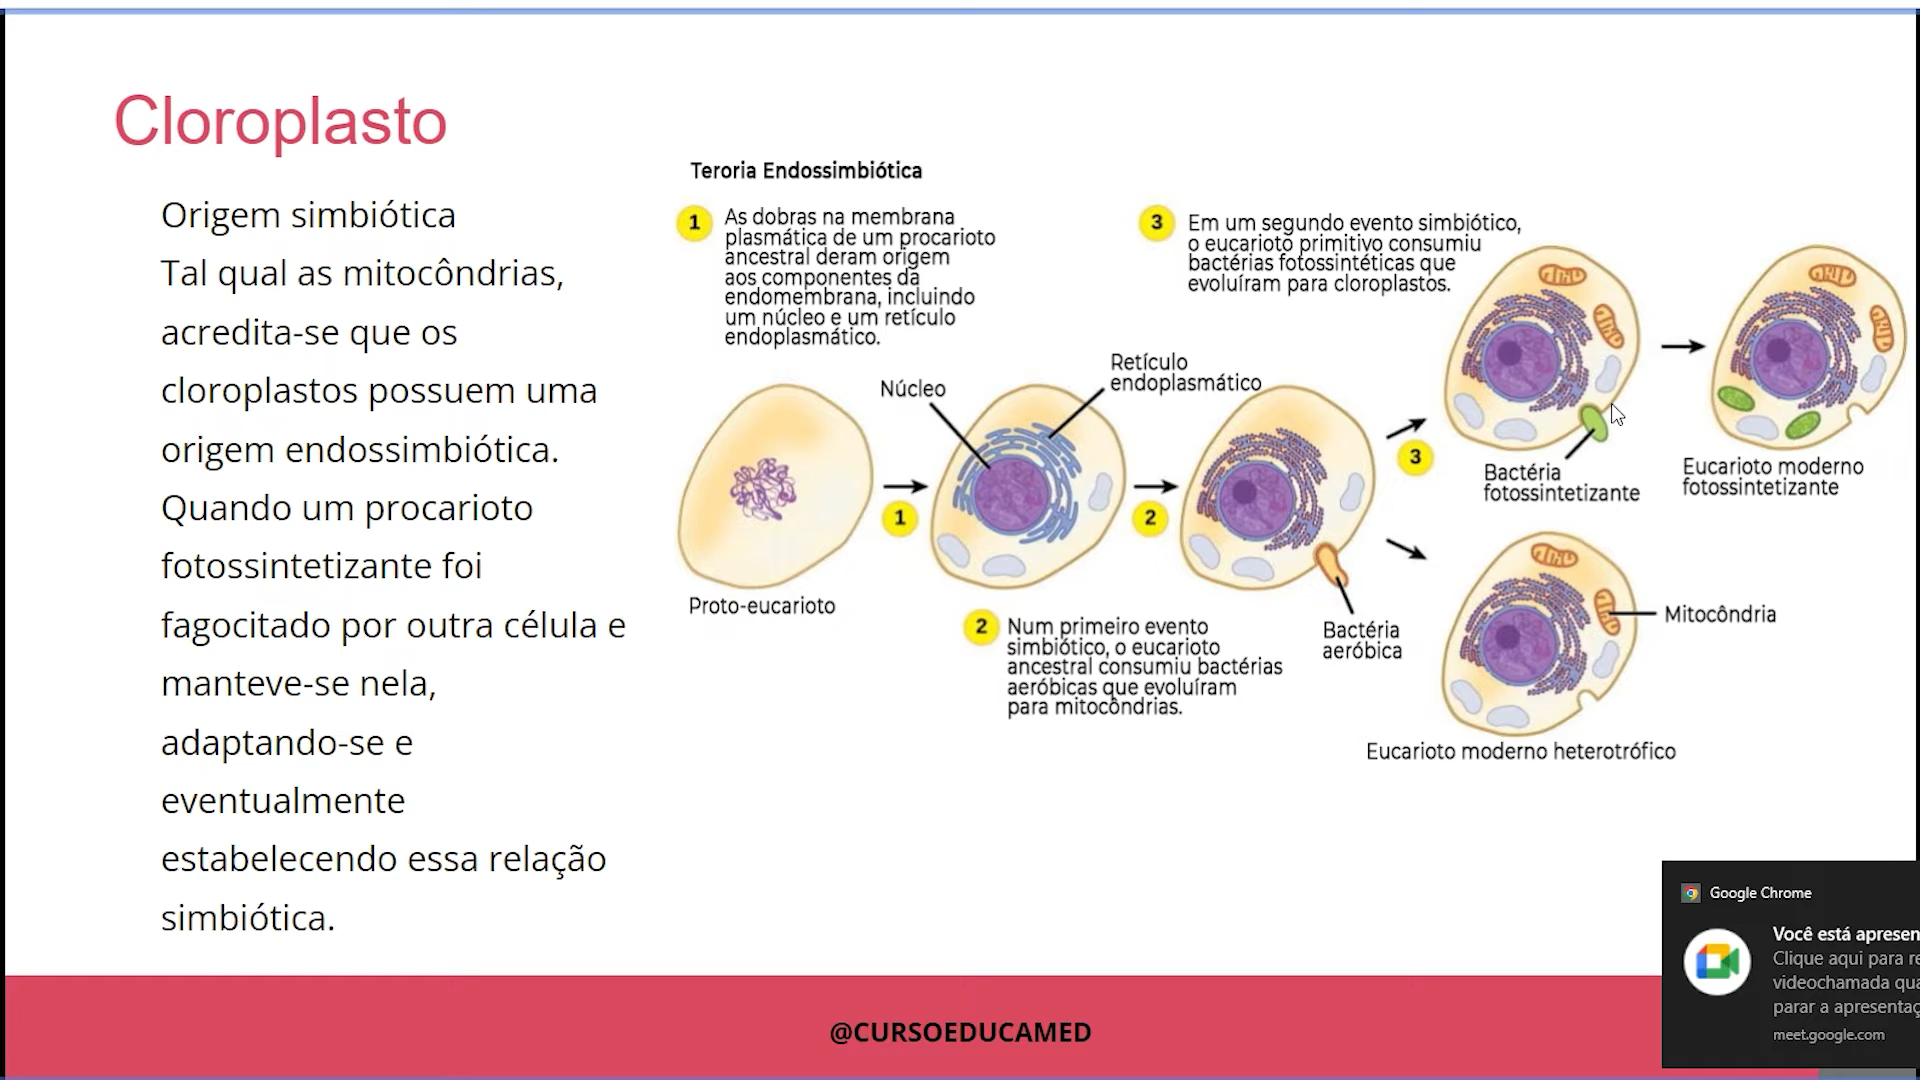 Cloroplasto
Origem simbiótica
Tal qual as mitocôndrias,
acredita-se que os
cloroplastos possuem uma
origem endossimbiótica.
Quando um procarioto
fotossintetizante foi
fagocitado por outra célula e
manteve-se nela,
adaptando-se e
eventualmente
estabelecendo essa relação
simbiótica.
Teroria Endossimbiótica
1
As dobras na membrana
plasmática de um procarioto
ancestral deram origem
aos componentes da
endomembrana, incluindo
um núcleo e um retículo
endoplasmático.
3
Em um segundo evento simbiótico,
o eucarioto primitivo consumiu
bactérias fotossintéticas que
evoluíram para cloroplastos.
Núcleo
Retículo
endoplasmático
1
2
3
Proto-eucarioto
2
Num primeiro evento
simbiótico, o eucarioto
ancestral consumiu bactérias
aeróbicas que evoluíram
para mitocôndrias.
Bactéria
aeróbica
Bactéria
fotossintetizante
Eucarioto moderno
fotossintetizante
Mitocôndria
Eucarioto moderno heterotrófico
@CURSOEDUCAMED
Google Chrome
Você está apresen
Clique aqui para re
videochamada qua
parar a apresentaç
meet.google.com